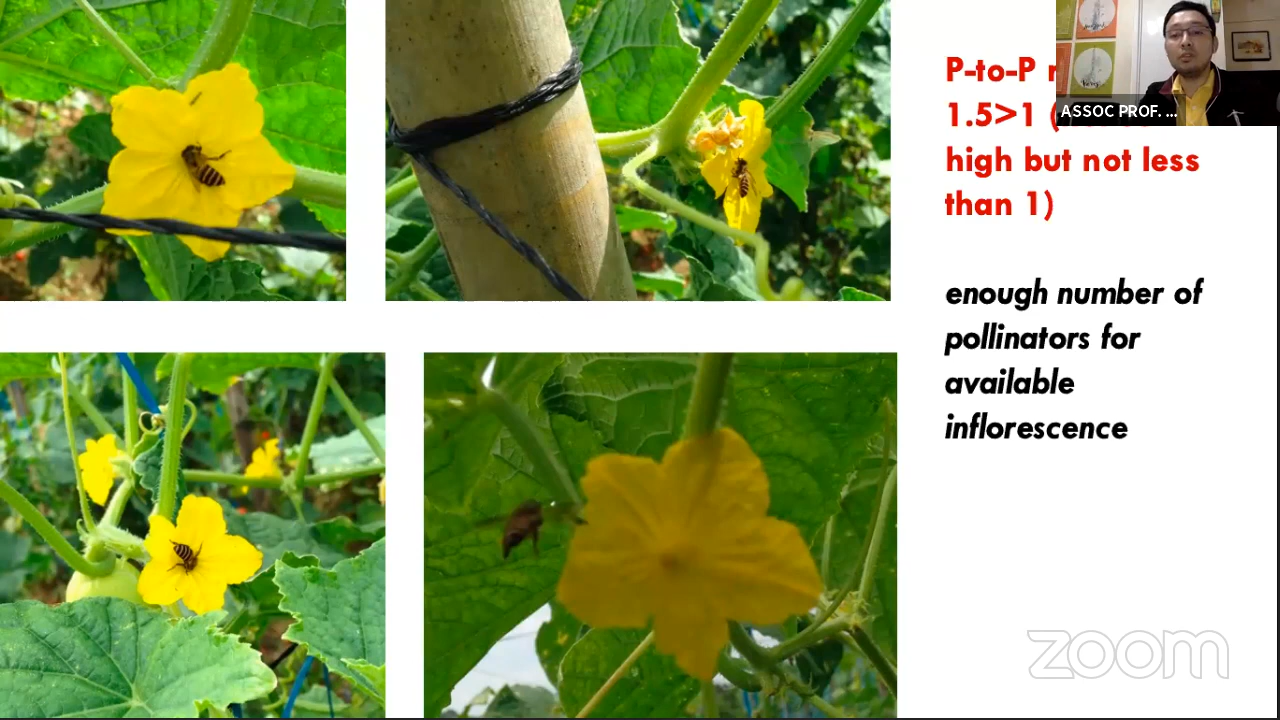 P-to-P
1.5>1 (
high but not less
than 1)
ASSOC PROF. ...
enough number of
pollinators for
available
inflorescence
zoom